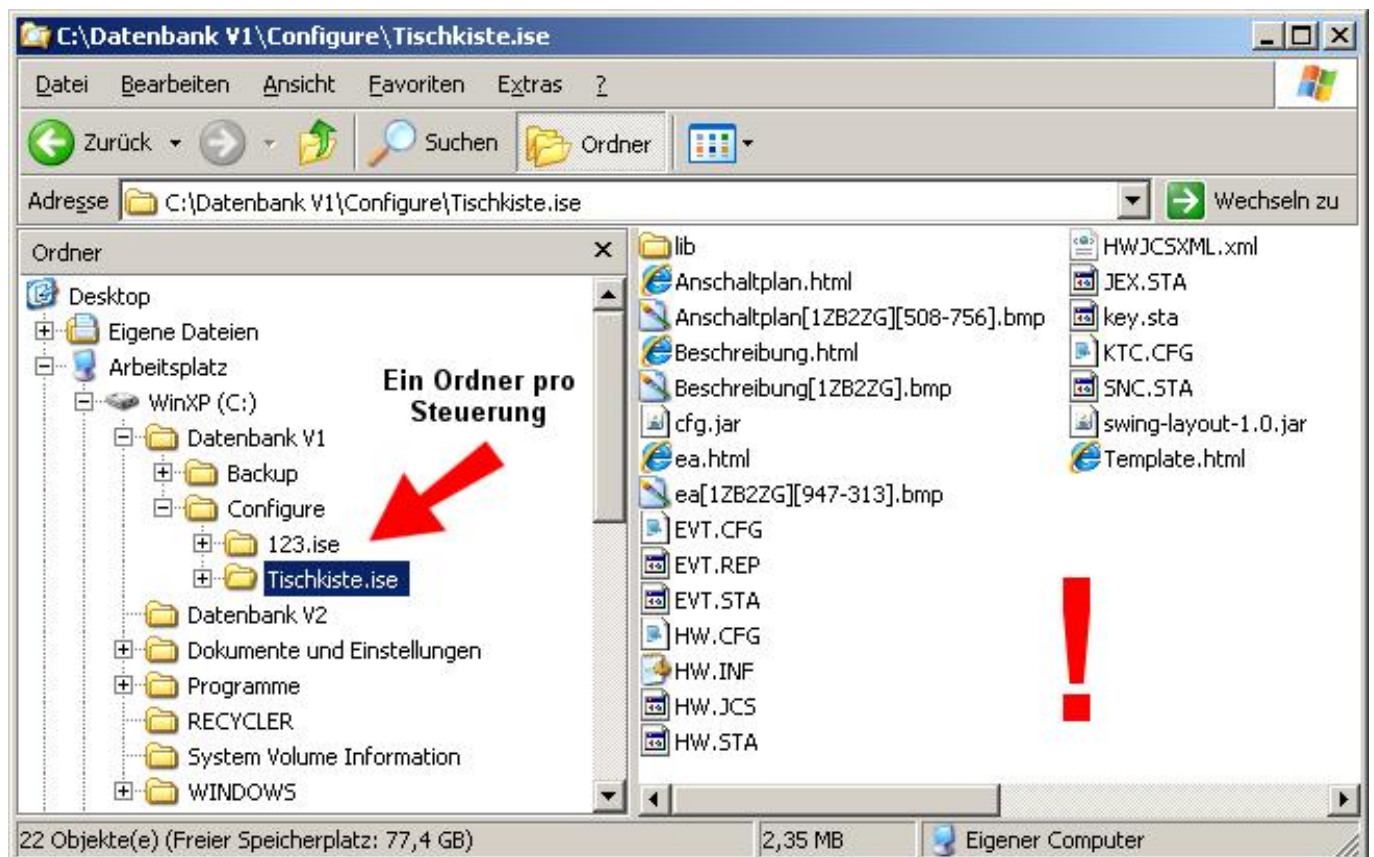 C:\Datenbank V1\Configure\Tischkiste.ise
Datei Bearbeiten Ansicht Favoriten Extras ?
Zurück Suchen Ordner
Adresse C:\Datenbank V1\Configure\Tischkiste.ise Wechseln zu
Ordner
Desktop
Eigene Dateien
Arbeitsplatz
WinXP (C:)
Datenbank V1
Backup
Configure
123.ise
Tischkiste.ise
Datenbank V2
Dokumente und Einstellungen
Programme
RECYCLER
System Volume Information
WINDOWS
Ein Ordner pro
Steuerung
lib
Anschaltplan.html
Anschaltplan[1ZB2ZG][508-756].bmp
Beschreibung.html
Beschreibung[1ZB2ZG].bmp
cfg.jar
ea.html
ea[1ZB2ZG][947-313].bmp
EVT.CFG
EVT.REP
EVT.STA
HW.CFG
HW.INF
HW.JCS
HW.STA
HWJCSXML.xml
JEX.STA
key.sta
KTC.CFG
SNC.STA
swing-layout-1.0.jar
Template.html
!
22 Objekte(e) (Freier Speicherplatz: 77,4 GB) 2,35 MB Eigener Computer